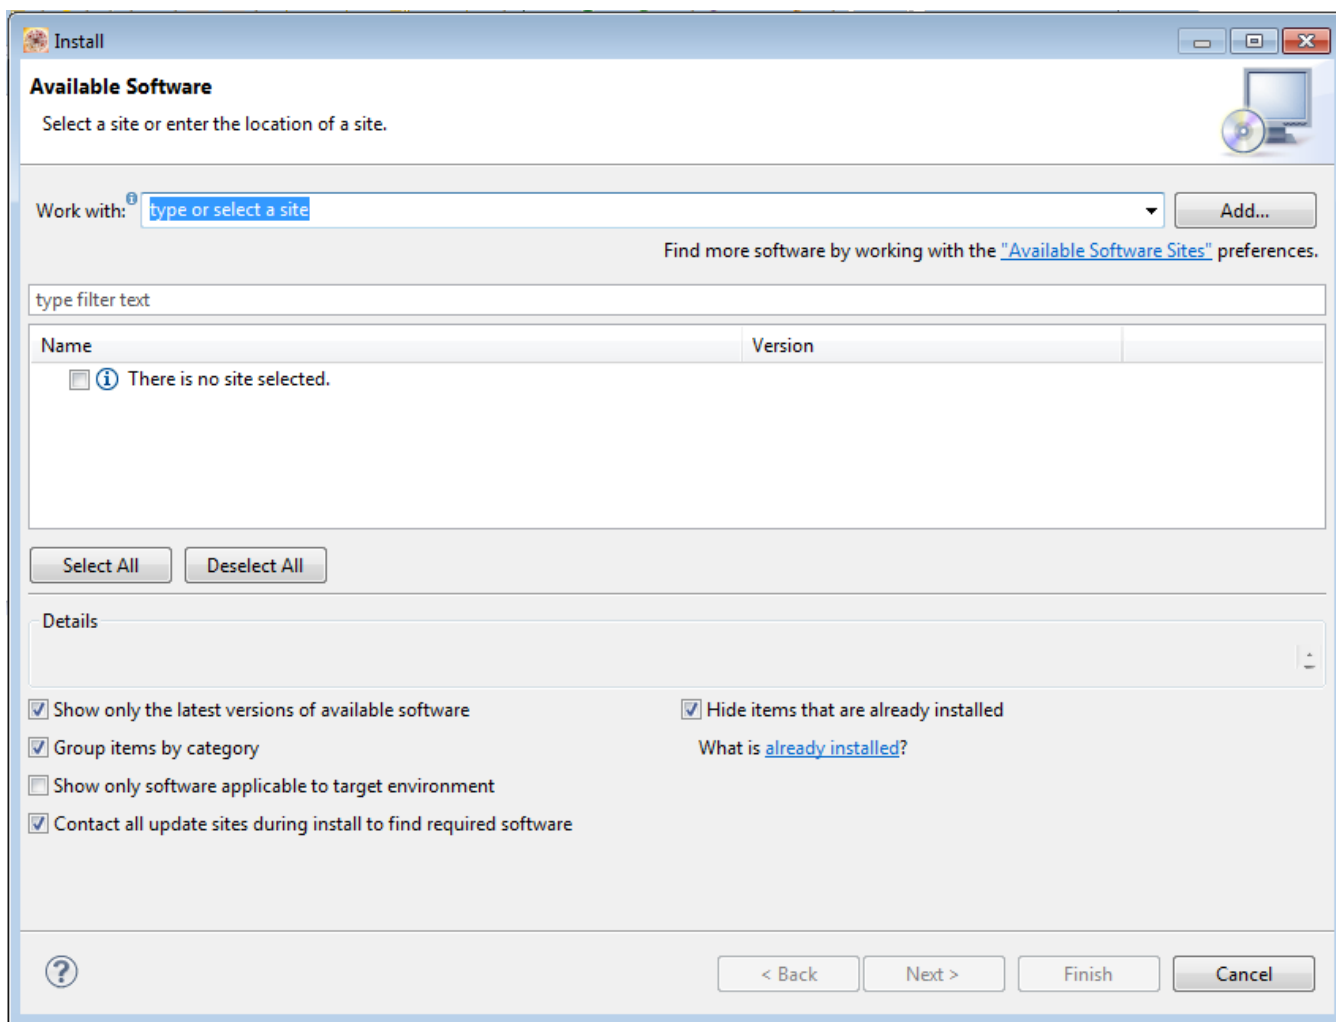 Install
Available Software
Select a site or enter the location of a site.
Work with: type or select a site Add...
Find more software by working with the "Available Software Sites" preferences.
type filter text
Name Version
There is no site selected.
Select All Deselect All
Details
Show only the latest versions of available software Hide items that are already installed
Group items by category What is already installed?
Show only software applicable to target environment
Contact all update sites during install to find required software
? < Back Next > Finish Cancel